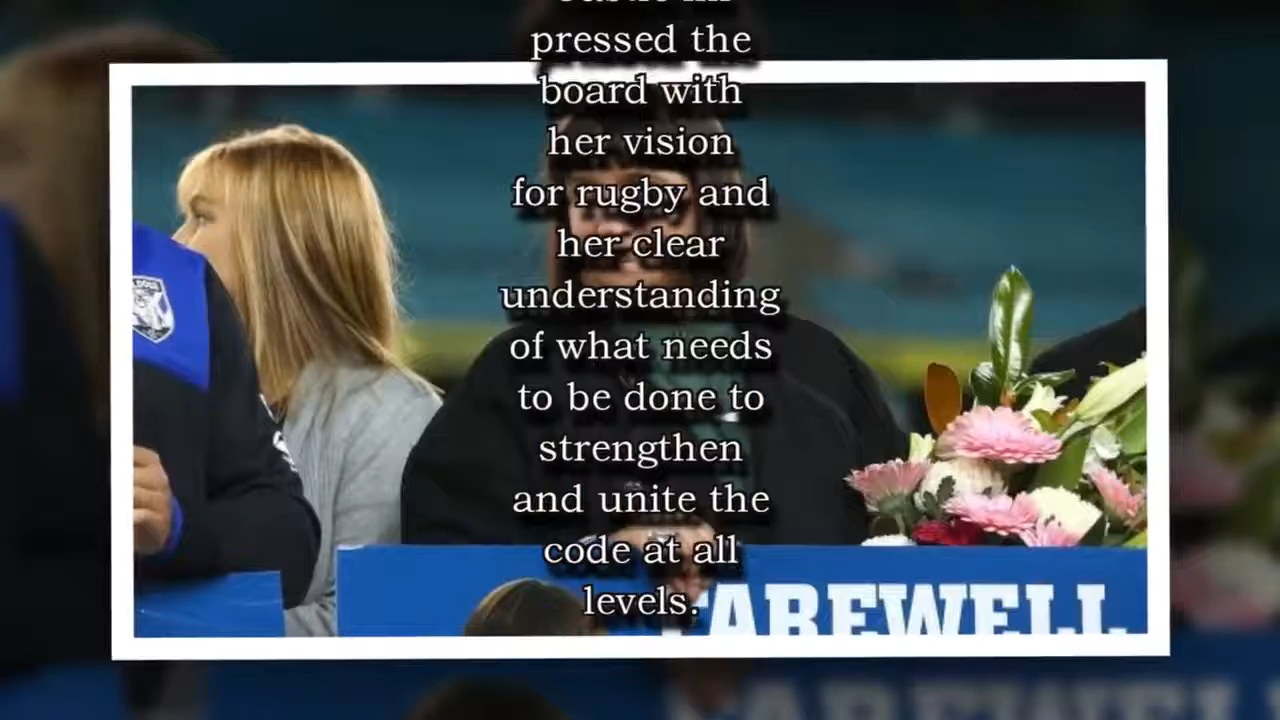 pressed the
board with
her vision
for rugby and
her clear
understanding
of what needs
to be done to
strengthen
and unite the
code at all
levels.
FAREWELL